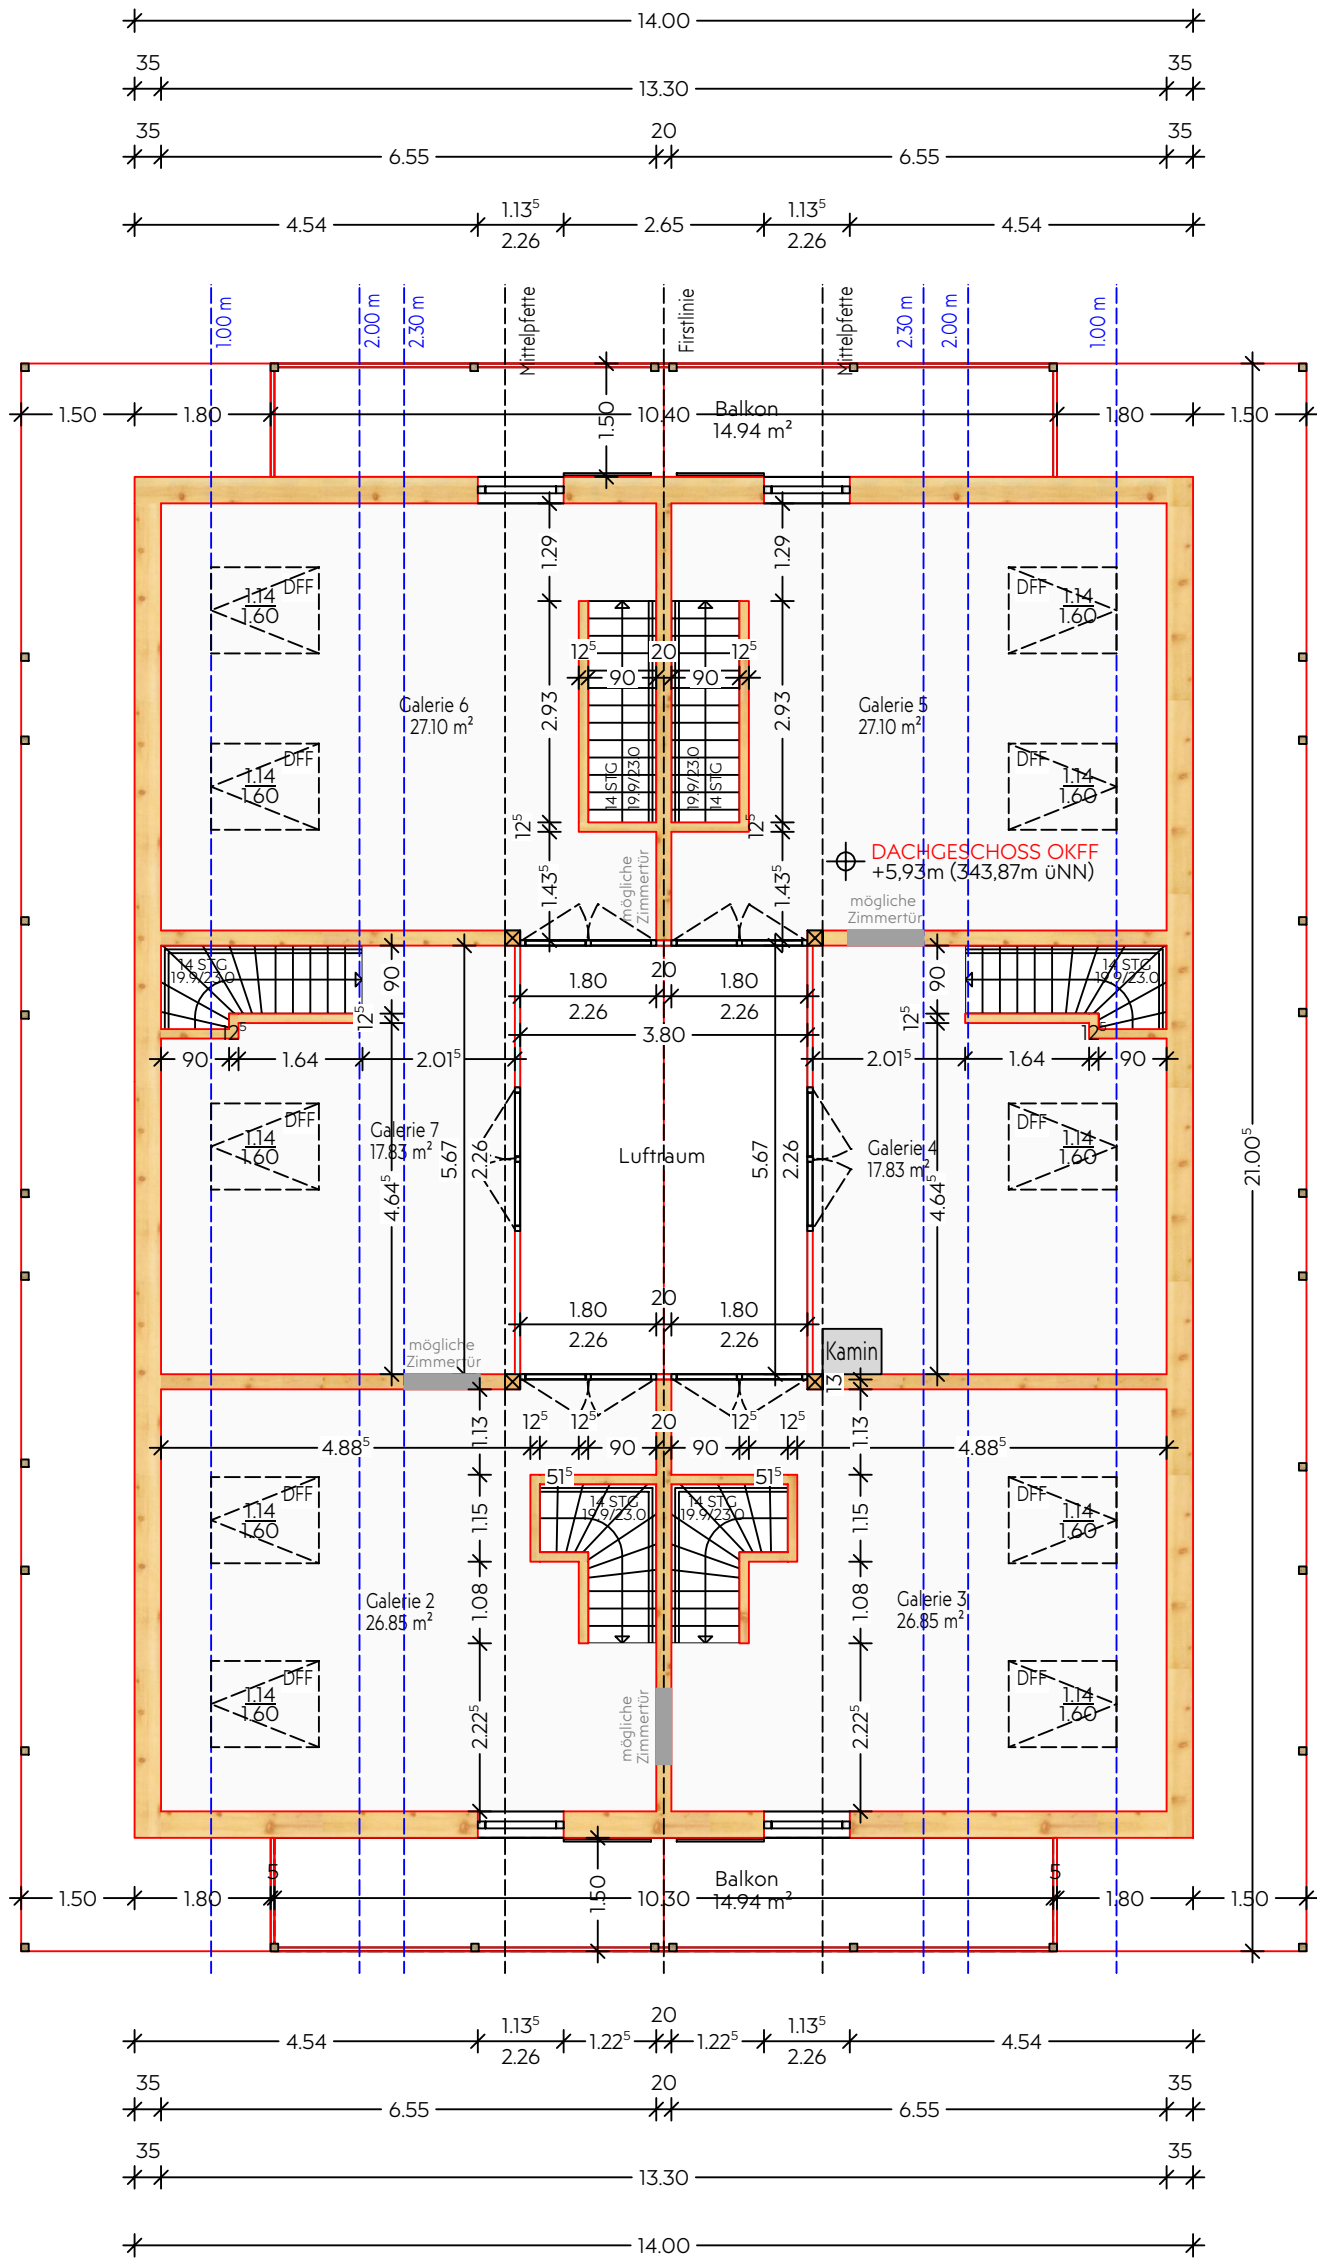 14.00
35
35
13.30
35
20
35
6.55
6.55
4.54
1.13⁵
2.26
2.65
1.13⁵
2.26
4.54
1.00 m
2.00 m
2.30 m
Mittelpfette
Firstlinie
Mittelpfette
2.30 m
2.00 m
1.00 m
1.50
1.80
1.50
10.40
Balkon
14.94 m²
1.80
1.50
1.29
1.29
DFF
1.14
1.60
DFF
1.14
1.60
12⁵
20
12⁵
90
90
Galerie 6
27.10 m²
2.93
2.93
Galerie 5
27.10 m²
DFF
1.14
1.60
14 STG
19.9/23.0
19.9/23.0
14 STG
DFF
1.14
1.60
12⁵
12⁵
1.43⁵
mögliche
Zimmertür
1.43⁵
DACHGESCHOSS OKFF
+5,93m (343,87m üNN)
mögliche
Zimmertür
14 STG
19.9/23.0
90
12⁵
12⁵
20
1.80
1.80
2.26
2.26
3.80
90
12⁵
14 STG
19.9/23.0
12⁵
90
1.64
2.01⁵
2.01⁵
1.64
90
DFF
1.14
1.60
Galerie 7
17.83 m²
4.64⁵
5.67
2.26
Luftraum
5.67
2.26
Galerie 4
17.83 m²
4.64⁵
DFF
1.14
1.60
21.00⁵
20
1.80
1.80
2.26
2.26
mögliche
Zimmertür
Kamin
13
12⁵
12⁵
20
12⁵
12⁵
4.88⁵
1.13
90
90
1.13
4.88⁵
51⁵
51⁵
DFF
1.14
1.60
1.15
14 STG
19.9/23.0
14 STG
19.9/23.0
1.15
DFF
1.14
1.60
Galerie 2
26.85 m²
1.08
1.08
Galerie 3
26.85 m²
DFF
1.14
1.60
2.22⁵
mögliche
Zimmertür
2.22⁵
DFF
1.14
1.60
5
5
1.50
1.80
1.50
10.30
Balkon
14.94 m²
1.80
1.50
4.54
1.13⁵
2.26
1.22⁵
20
1.22⁵
1.13⁵
2.26
4.54
35
20
35
6.55
6.55
35
35
13.30
14.00